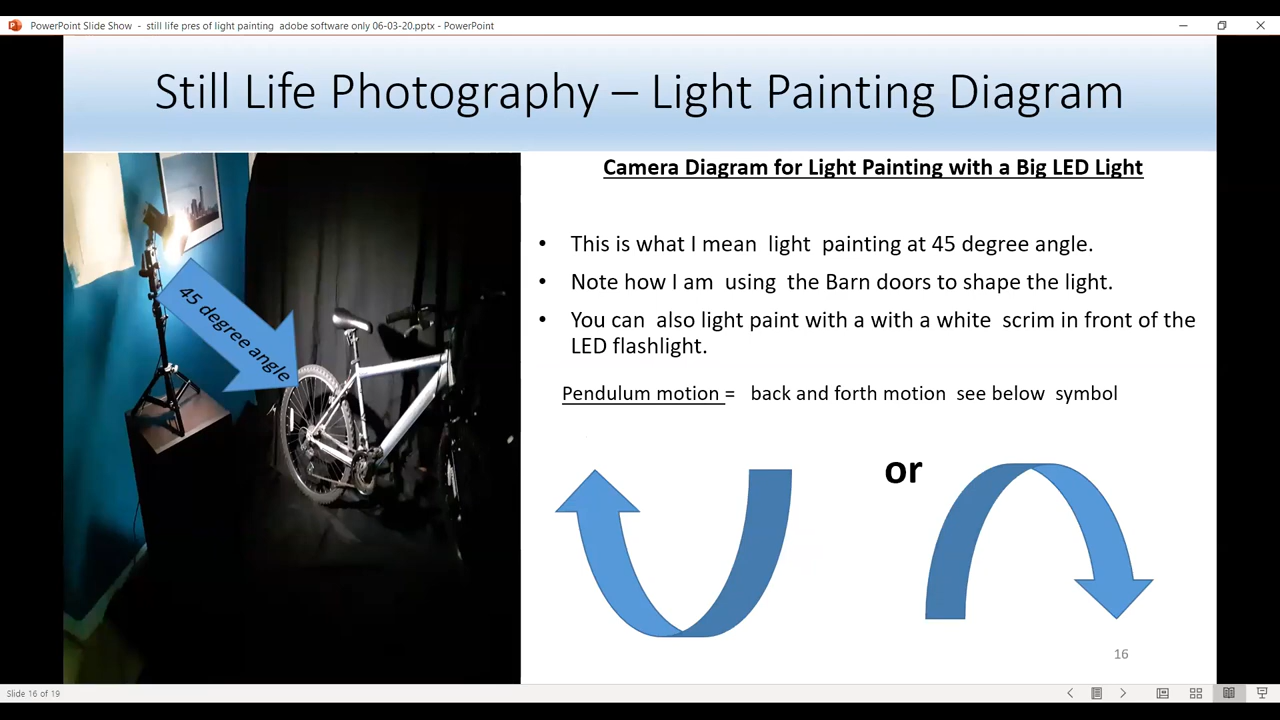 PowerPoint Slide Show - still life pres of light painting adobe software only 06-03-20.pptx - PowerPoint
Still Life Photography – Light Painting Diagram
45 degree angle
Camera Diagram for Light Painting with a Big LED Light
• This is what I mean light painting at 45 degree angle.
• Note how I am using the Barn doors to shape the light.
• You can also light paint with a with a white scrim in front of the
LED flashlight.
Pendulum motion = back and forth motion see below symbol
or
16
Slide 16 of 19